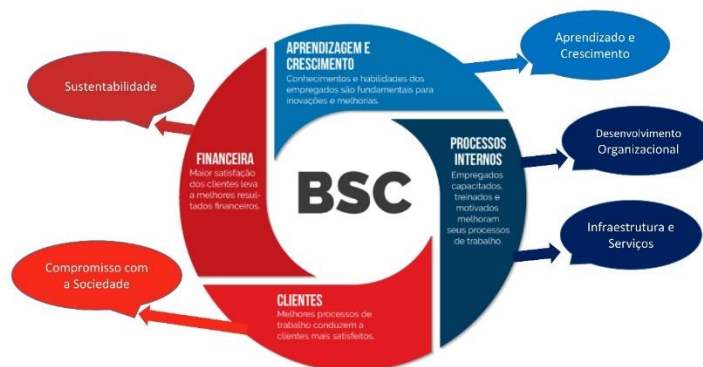 APRENDIZAGEM E
CRESCIMENTO
Conhecimentos e habilidades dos
empregados são fundamentais para
inovações e melhorias.
Aprendizado e
Crescimento
Sustentabilidade
FINANCEIRA
Maior satisfação
dos clientes leva
a melhores resul-
tados financeiros.
BSC
PROCESSOS
INTERNOS
Empregados
capacitados,
treinados e
motivados
melhoram
seus processos
de trabalho.
Desenvolvimento
Organizacional
Infraestrutura e
Serviços
Compromisso com
a Sociedade
CLIENTES
Melhores processos de
trabalho conduzem a
clientes mais satisfeitos.